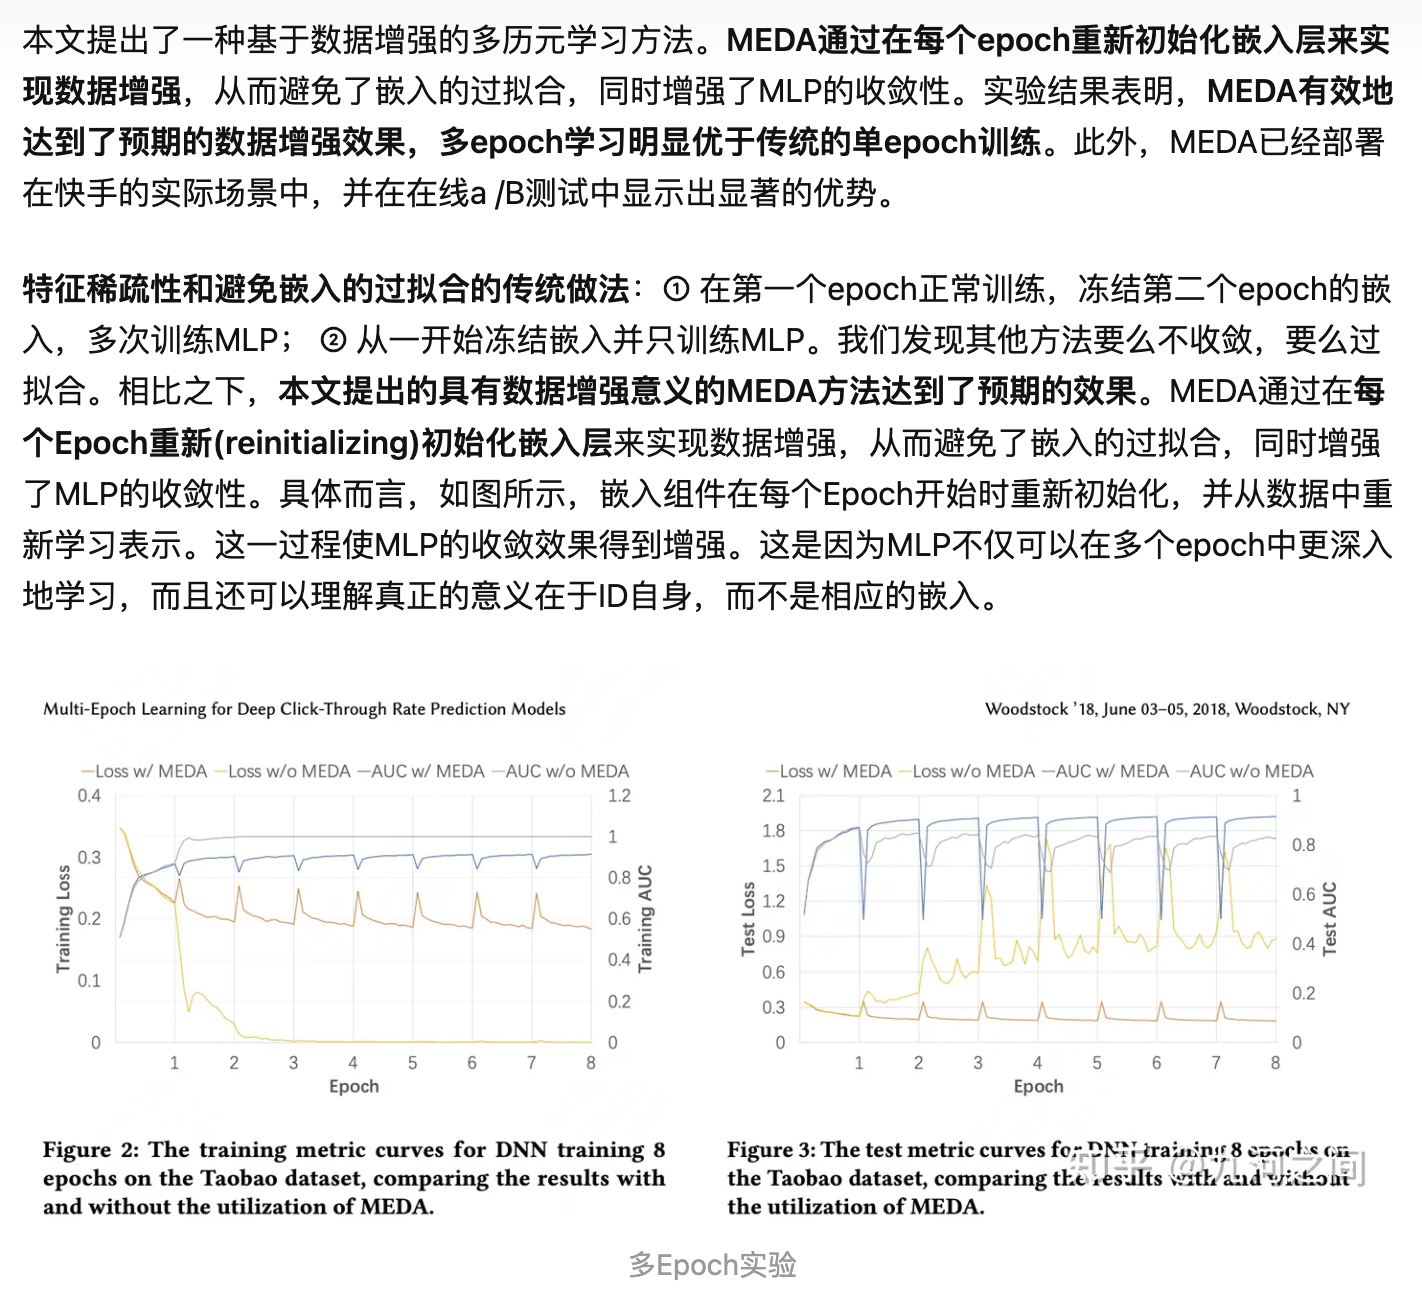 本文提出了一种基于数据增强的多历元学习方法。MEDA通过在每个epoch重新初始化嵌入层来实
现数据增强，从而避免了嵌入的过拟合，同时增强了MLP的收敛性。实验结果表明，MEDA有效地
达到了预期的数据增强效果，多epoch学习明显优于传统的单epoch训练。此外，MEDA已经部署
在快手的实际场景中，并在在线a /B测试中显示出显著的优势。
特征稀疏性和避免嵌入的过拟合的传统做法：① 在第一个epoch正常训练，冻结第二个epoch的嵌
入，多次训练MLP； ② 从一开始冻结嵌入并只训练MLP。我们发现其他方法要么不收敛，要么过
拟合。相比之下，本文提出的具有数据增强意义的MEDA方法达到了预期的效果。MEDA通过在每
个Epoch重新(reinitializing)初始化嵌入层来实现数据增强，从而避免了嵌入的过拟合，同时增强
了MLP的收敛性。具体而言，如图所示，嵌入组件在每个Epoch开始时重新初始化，并从数据中重
新学习表示。这一过程使MLP的收敛效果得到增强。这是因为MLP不仅可以在多个epoch中更深入
地学习，而且还可以理解真正的意义在于ID自身，而不是相应的嵌入。
Multi-Epoch Learning for Deep Click-Through Rate Prediction Models
Woodstock '18, June 03–05, 2018, Woodstock, NY
Loss w/ MEDA Loss w/o MEDA AUC w/ MEDA AUC w/o MEDA
0.4
0.3
0.2
0.1
0
Training Loss
1.2
1
0.8
0.6
0.4
0.2
0
Training AUC
1 2 3 4 5 6 7 8
Epoch
Loss w/ MEDA Loss w/o MEDA AUC w/ MEDA AUC w/o MEDA
2.1
1.8
1.5
1.2
0.9
0.6
0.3
0
Test Loss
1
0.8
0.6
0.4
0.2
0
Test AUC
1 2 3 4 5 6 7 8
Epoch
Figure 2: The training metric curves for DNN training 8
epochs on the Taobao dataset, comparing the results with
and without the utilization of MEDA.
Figure 3: The test metric curves for DNN training 8 epochs on
the Taobao dataset, comparing the results with and without
the utilization of MEDA.
知乎 @九河之间
多Epoch实验